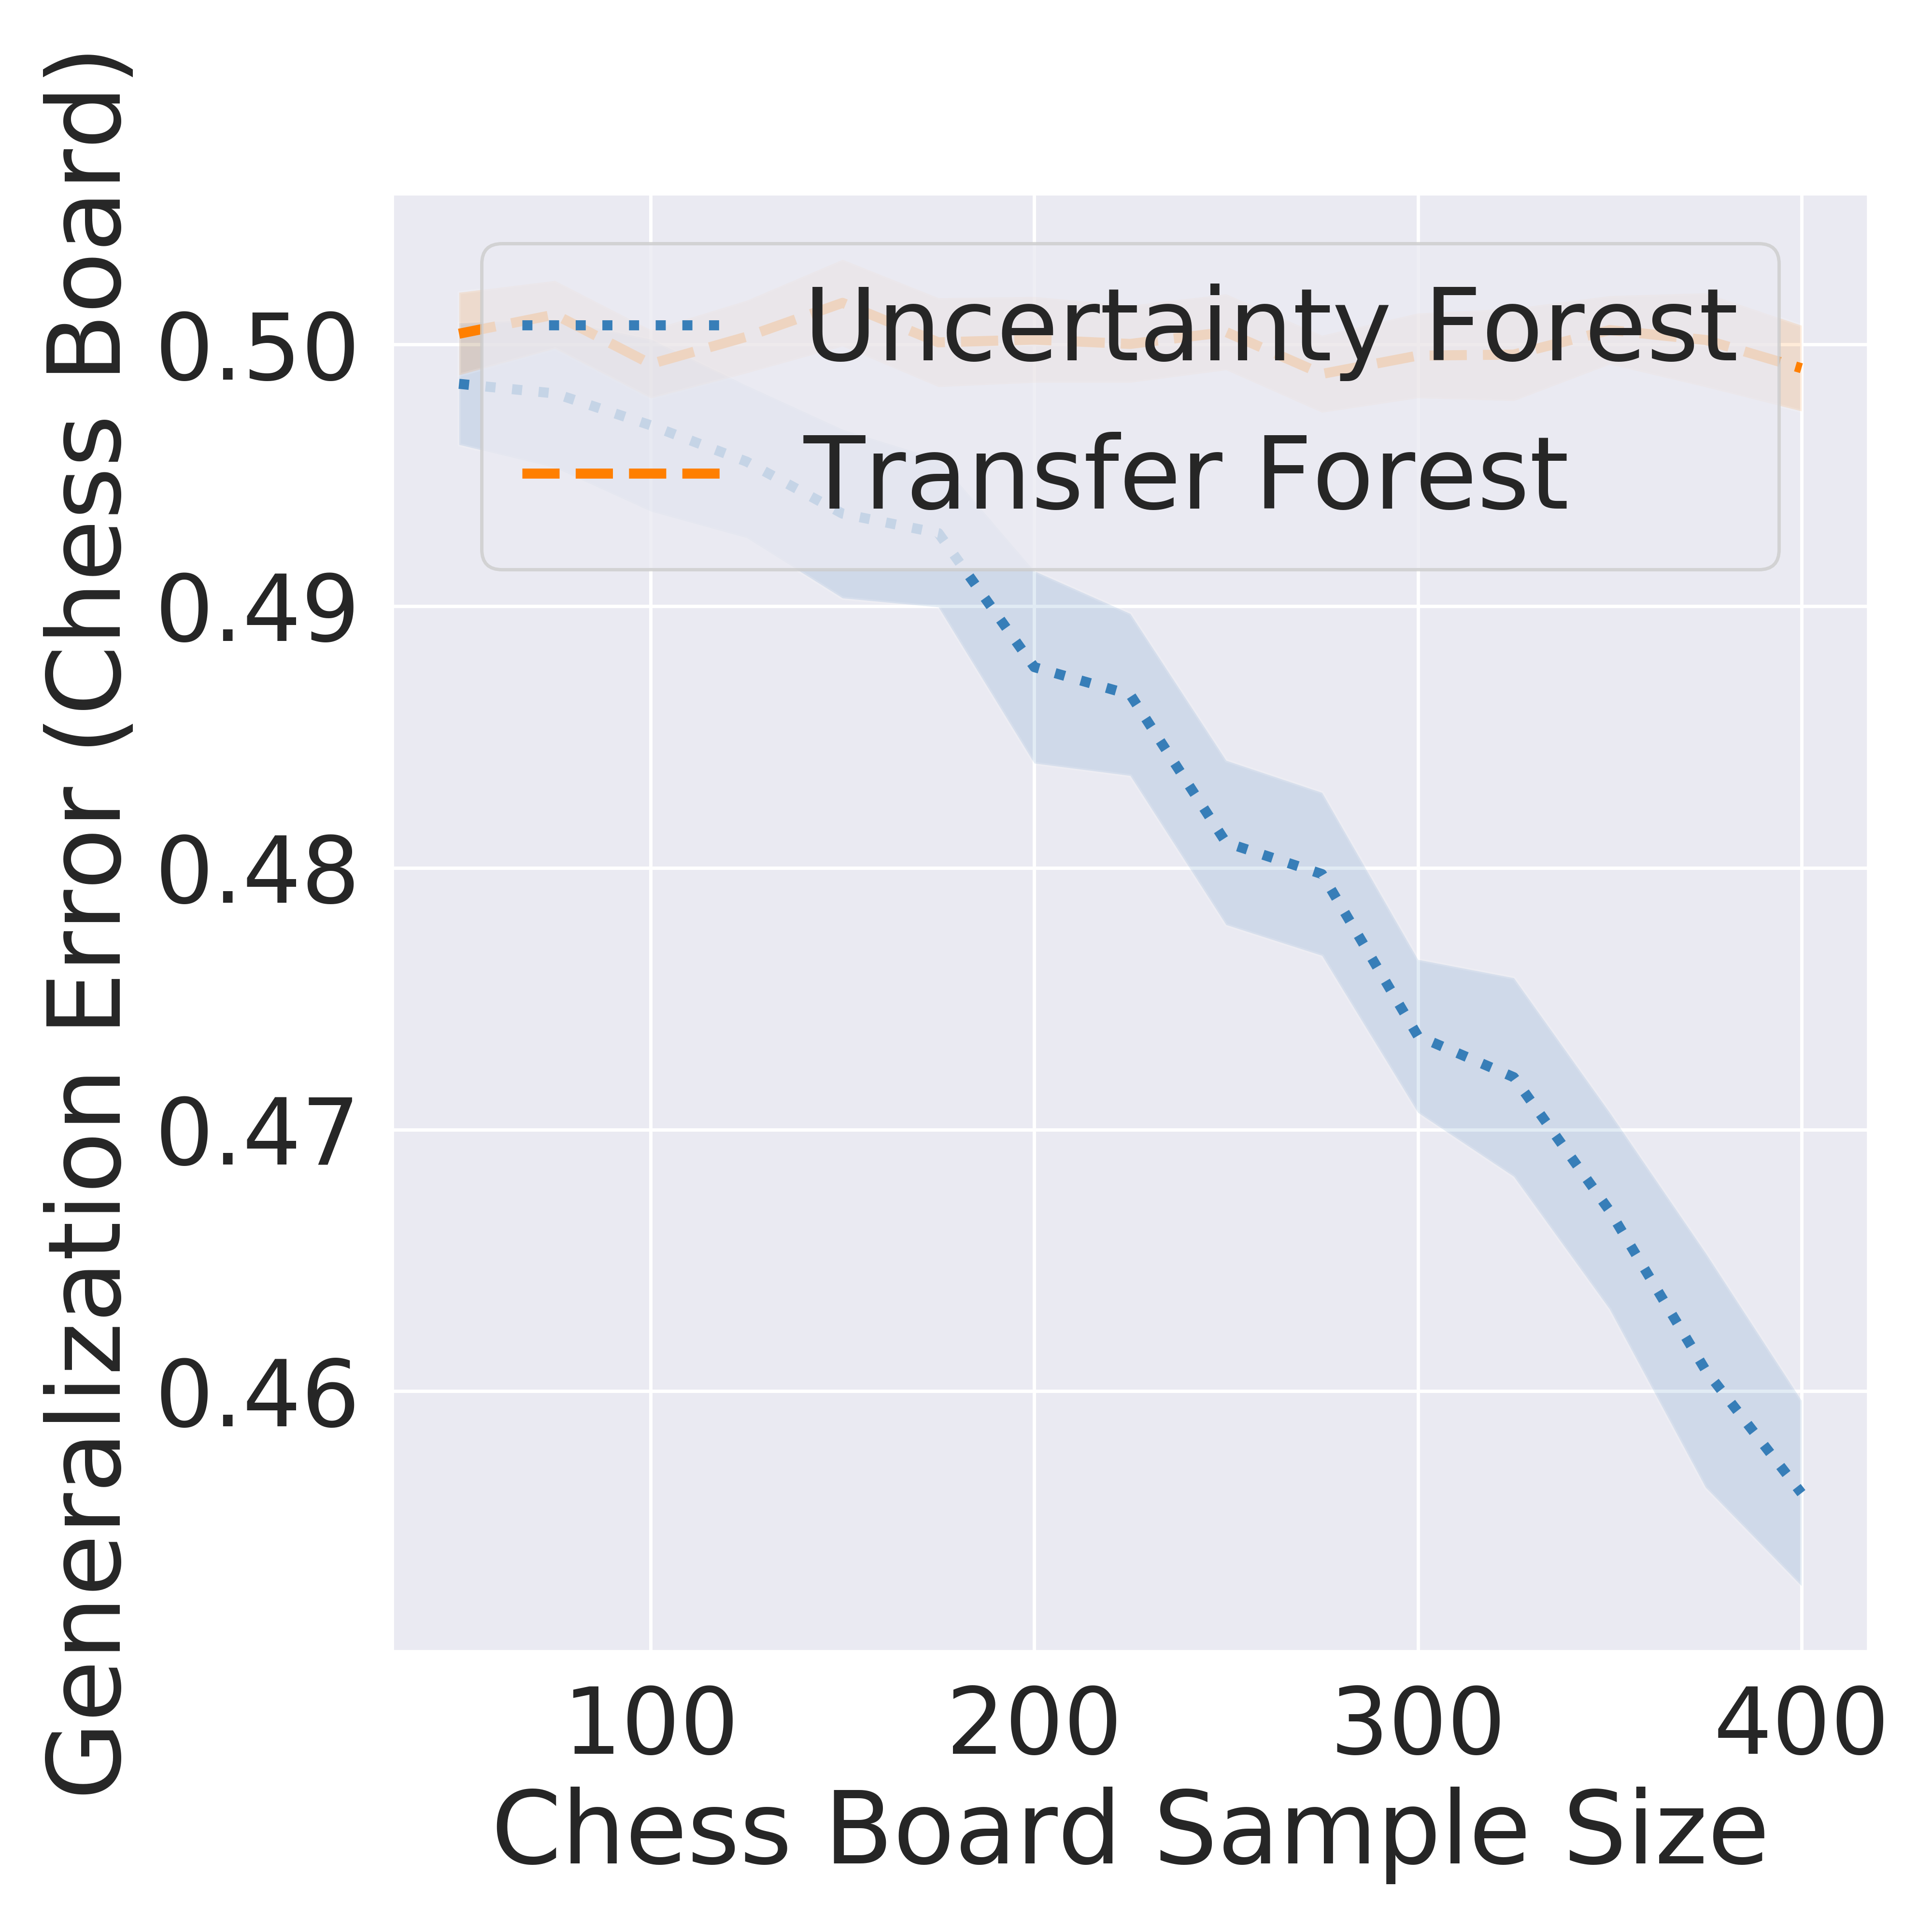 Generalization Error (Chess Board)
0.50
0.49
0.48
0.47
0.46
Uncertainty Forest
Transfer Forest
100 200 300 400
Chess Board Sample Size